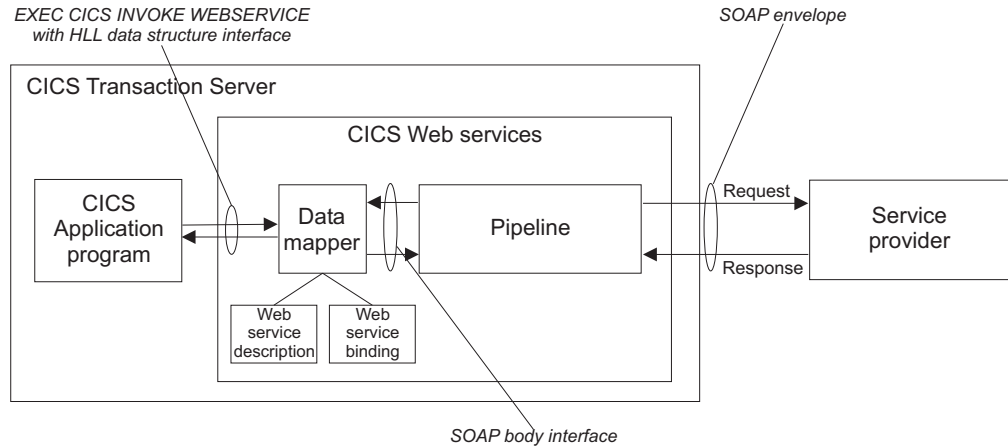 EXEC CICS INVOKE WEBSERVICE
with HLL data structure interface
SOAP envelope
CICS Transaction Server
CICS Web services
CICS
Application
program
Data
mapper
Pipeline
Request
Response
Service
provider
Web
service
description
Web
service
binding
SOAP body interface